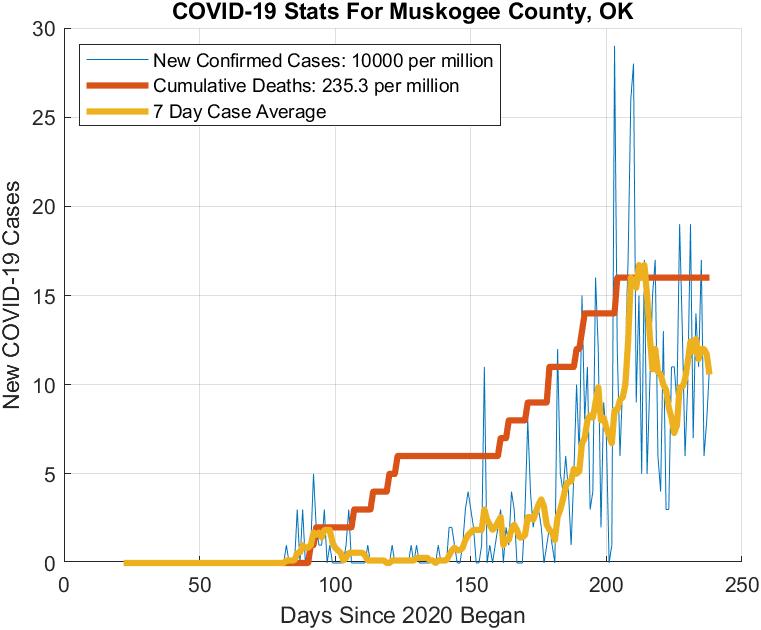 COVID-19 Stats For Muskogee County, OK
New Confirmed Cases: 10000 per million
Cumulative Deaths: 235.3 per million
7 Day Case Average
New COVID-19 Cases
30
25
20
15
10
5
0
0 50 100 150 200 250
Days Since 2020 Began